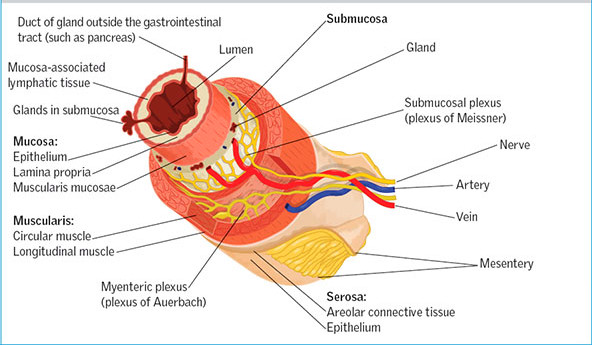 Duct of gland outside the gastrointestinal
tract (such as pancreas)
Mucosa-associated
lymphatic tissue
Glands in submucosa
Mucosa:
Epithelium
Lamina propria
Muscularis mucosae
Muscularis:
Circular muscle
Longitudinal muscle
Myenteric plexus
(plexus of Auerbach)
Lumen
Submucosa
Gland
Submucosal plexus
(plexus of Meissner)
Nerve
Artery
Vein
Mesentery
Serosa:
Areolar connective tissue
Epithelium